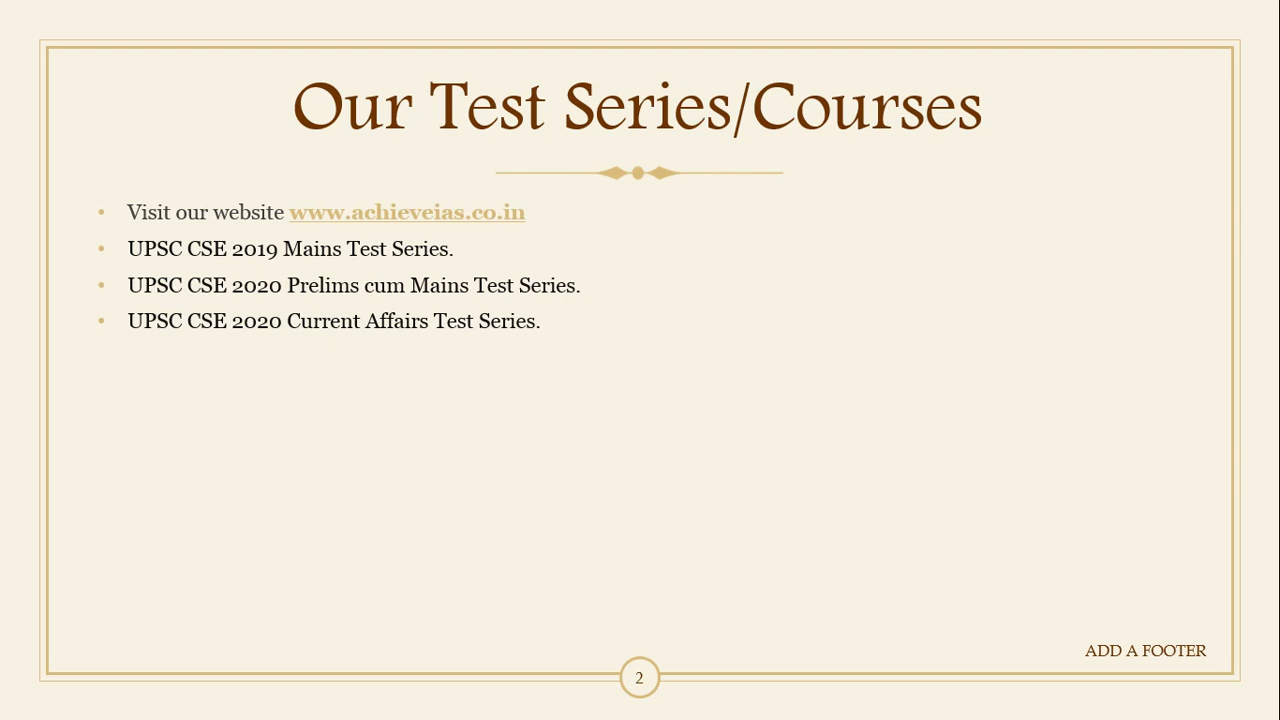 Our Test Series/Courses
• Visit our website www.achieveias.co.in
• UPSC CSE 2019 Mains Test Series.
• UPSC CSE 2020 Prelims cum Mains Test Series.
• UPSC CSE 2020 Current Affairs Test Series.
ADD A FOOTER
2